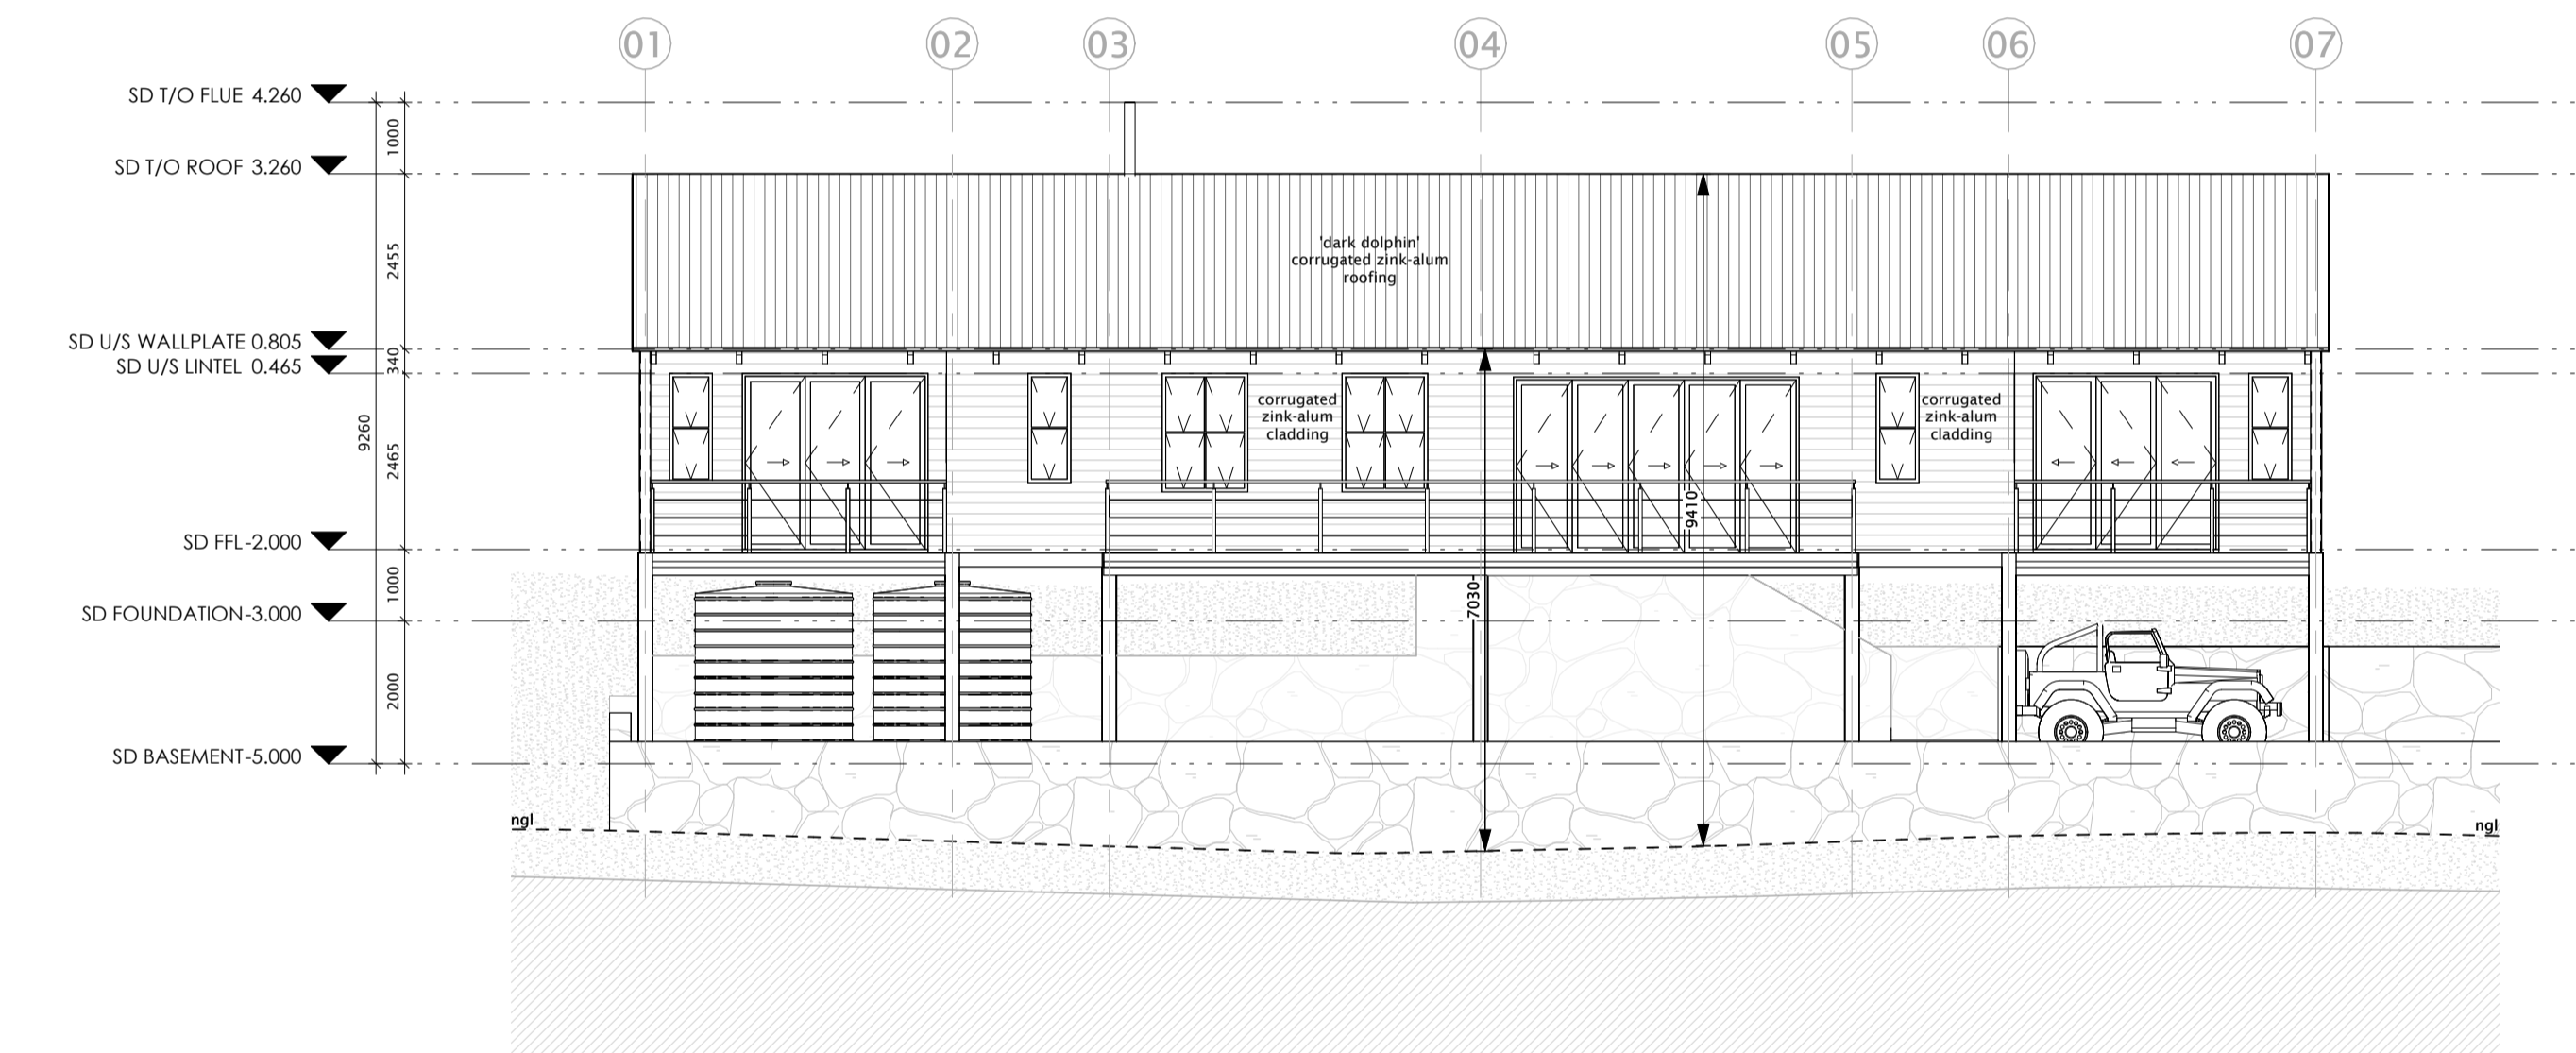 01 02 03 04 05 06 07
SD T/O FLUE 4.260
1000
SD T/O ROOF 3.260
2455
'dark dolphin'
corrugated zink-alum
roofing
SD U/S WALLPLATE 0.805
340
SD U/S LINTEL 0.465
9260
2465
corrugated
zink-alum
cladding
corrugated
zink-alum
cladding
9410
SD FFL-2.000
1000
7030
SD FOUNDATION-3.000
2000
SD BASEMENT-5.000
ngl
ngl